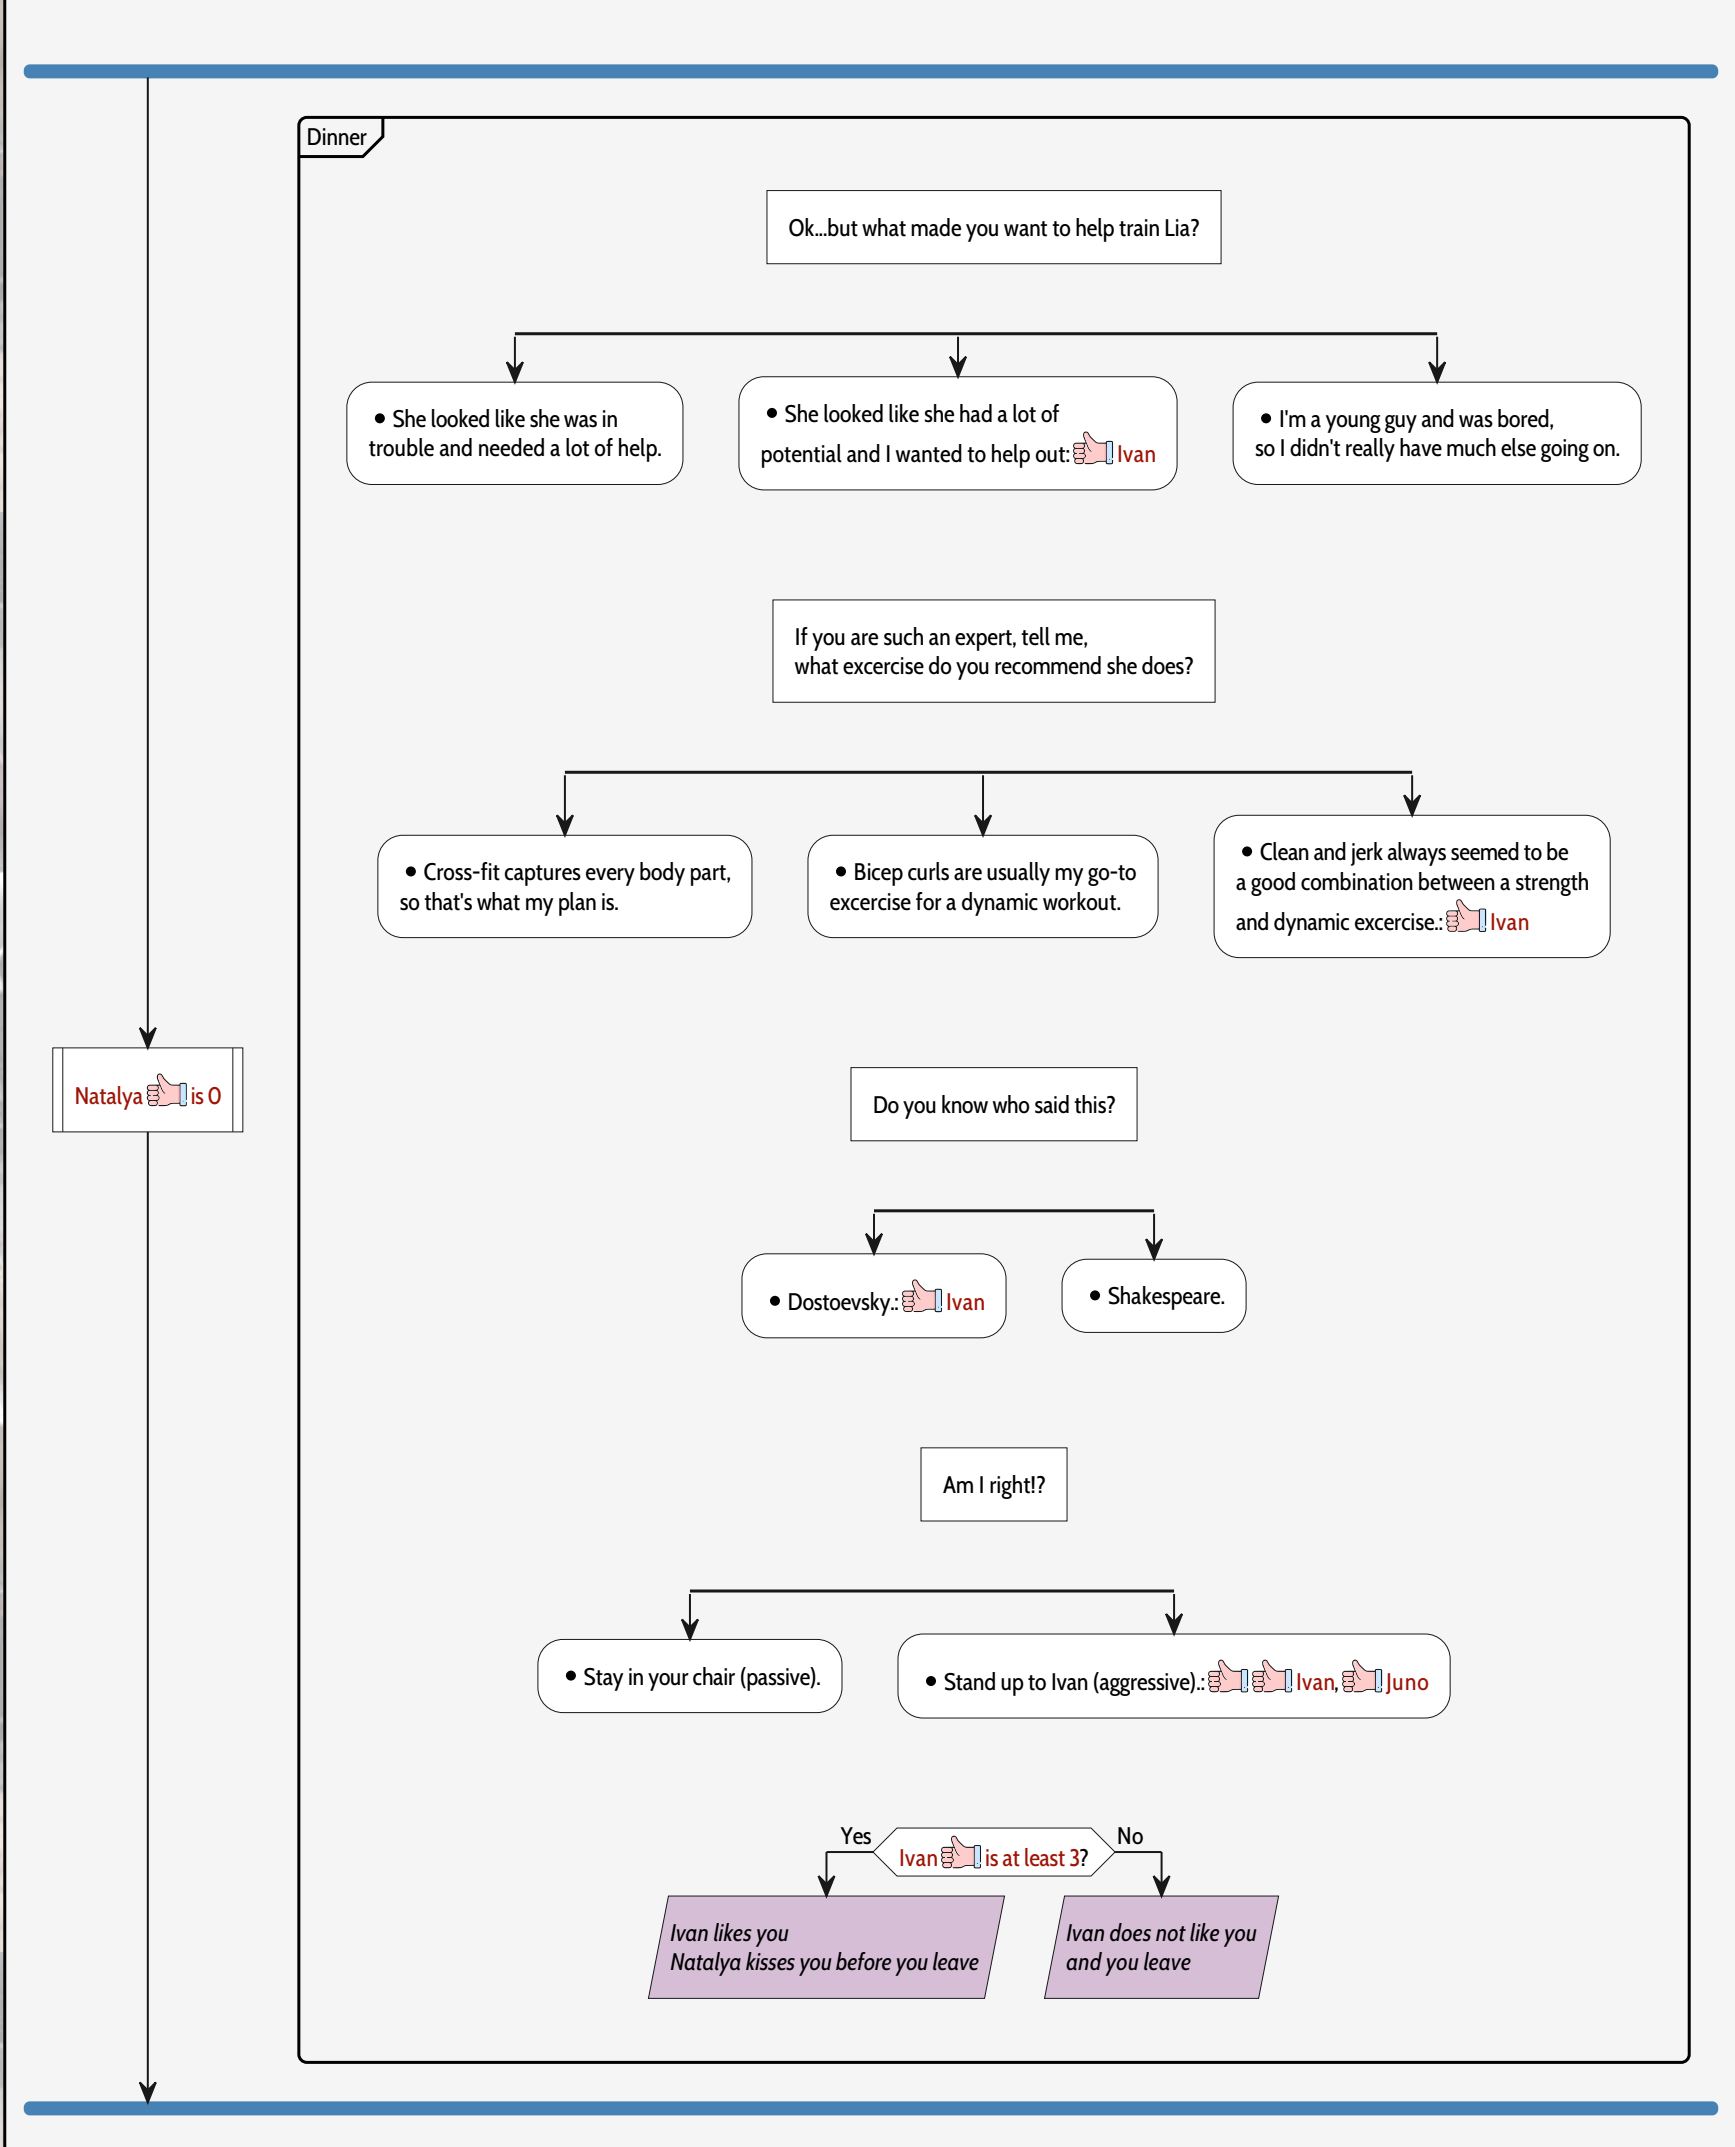 Dinner
Ok...but what made you want to help train Lia?
• She looked like she was in
trouble and needed a lot of help.
• She looked like she had a lot of
potential and I wanted to help out: Ivan
• I'm a young guy and was bored,
so I didn't really have much else going on.
If you are such an expert, tell me,
what excercise do you recommend she does?
• Cross-fit captures every body part,
so that's what my plan is.
• Bicep curls are usually my go-to
excercise for a dynamic workout.
• Clean and jerk always seemed to be
a good combination between a strength
and dynamic excercise.: Ivan
Natalya is 0
Do you know who said this?
• Dostoevsky.: Ivan
• Shakespeare.
Am I right!?
• Stay in your chair (passive).
• Stand up to Ivan (aggressive).: Ivan, Juno
Yes
Ivan is at least 3?
No
Ivan likes you
Natalya kisses you before you leave
Ivan does not like you
and you leave